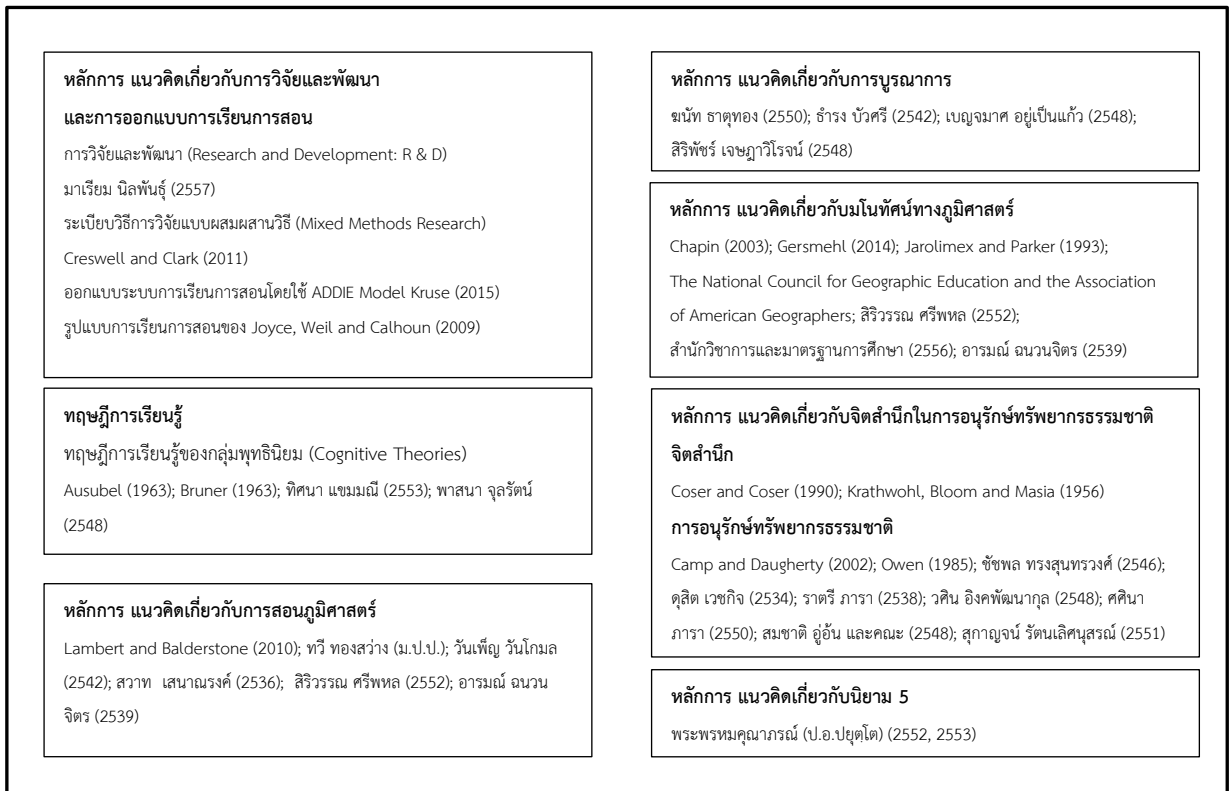 หลักการ แนวคิดเกี่ยวกับการวิจัยและพัฒนา
และการออกแบบการเรียนการสอน
การวิจัยและพัฒนา (Research and Development: R & D)
มาเรียม นิลพันธุ์ (2557)
ระเบียบวิธีการวิจัยแบบผสมผสานวิธี (Mixed Methods Research)
Creswell and Clark (2011)
ออกแบบระบบการเรียนการสอนโดยใช้ ADDIE Model Kruse (2015)
รูปแบบการเรียนการสอนของ Joyce, Weil and Calhoun (2009)
ทฤษฎีการเรียนรู้
ทฤษฎีการเรียนรู้ของกลุ่มพุทธินิยม (Cognitive Theories)
Ausubel (1963); Bruner (1963); ทิศนา แขมมณี (2553); พาสนา จุลรัตน์
(2548)
หลักการ แนวคิดเกี่ยวกับการสอนภูมิศาสตร์
Lambert and Balderstone (2010); ทวี ทองสว่าง (ม.ป.ป.); วันเพ็ญ วันโกมล
(2542); สวาท เสนาณรงค์ (2536); สิริวรรณ ศรีพหล (2552); อารมณ์ ฉนวน
จิตร (2539)
หลักการ แนวคิดเกี่ยวกับการบูรณาการ
ฆนัท ธาตุทอง (2550); ธำรง บัวศรี (2542); เบญจมาศ อยู่เป็นแก้ว (2548);
สิริพัชร์ เจษฎาวิโรจน์ (2548)
หลักการ แนวคิดเกี่ยวกับมโนทัศน์ทางภูมิศาสตร์
Chapin (2003); Gersmehl (2014); Jarolimex and Parker (1993);
The National Council for Geographic Education and the Association
of American Geographers; สิริวรรณ ศรีพหล (2552);
สำนักวิชาการและมาตรฐานการศึกษา (2556); อารมณ์ ฉนวนจิตร (2539)
หลักการ แนวคิดเกี่ยวกับจิตสำนึกในการอนุรักษ์ทรัพยากรธรรมชาติ
จิตสำนึก
Coser and Coser (1990); Krathwohl, Bloom and Masia (1956)
การอนุรักษ์ทรัพยากรธรรมชาติ
Camp and Daugherty (2002); Owen (1985); ชัชพล ทรงสุนทรวงศ์ (2546);
ดุสิต เวชกิจ (2534); ราตรี ภารา (2538); วศิน อิงคพัฒนากุล (2548); ศศินา
ภารา (2550); สมชาติ อู่อ้น และคณะ (2548); สุกาญจน์ รัตนเลิศนุสรณ์ (2551)
หลักการ แนวคิดเกี่ยวกับนิยาม 5
พระพรหมคุณาภรณ์ (ป.อ.ปยุตฺโต) (2552, 2553)